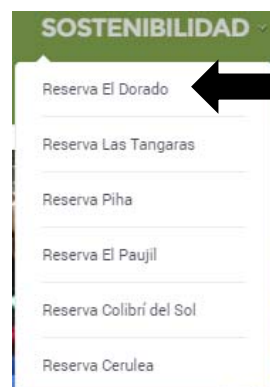 SOSTENIBILIDAD
Reserva El Dorado
Reserva Las Tangaras
Reserva Piha
Reserva El Paujil
Reserva Colibrí del Sol
Reserva Cerulea